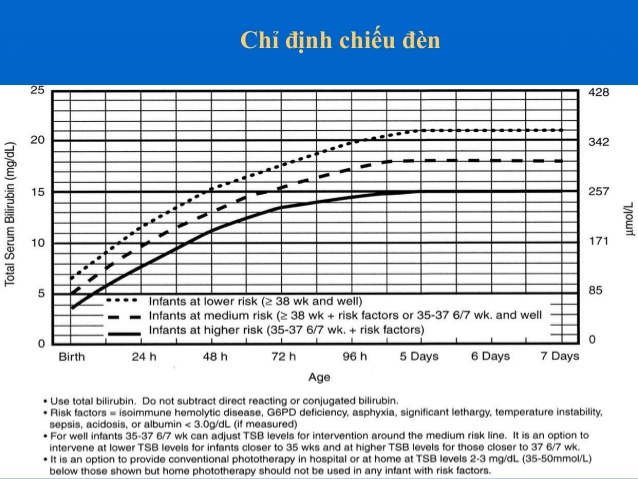 Chỉ định chiếu đèn
25
20
15
10
5
0
428
342
257
171
85
0
Total Serum Bilirubin (mg/dL)
µmol/L
Infants at lower risk (≥ 38 wk and well)
Infants at medium risk (≥ 38 wk + risk factors or 35-37 6/7 wk. and well
Infants at higher risk (35-37 6/7 wk. + risk factors)
Birth 24 h 48 h 72 h 96 h 5 Days 6 Days 7 Days
Age
• Use total bilirubin. Do not subtract direct reacting or conjugated bilirubin.
• Risk factors = isoimmune hemolytic disease, G6PD deficiency, asphyxia, significant lethargy, temperature instability,
sepsis, acidosis, or albumin < 3.0g/dL (if measured)
• For well infants 35-37 6/7 wk can adjust TSB levels for intervention around the medium risk line. It is an option to
intervene at lower TSB levels for infants closer to 35 wks and at higher TSB levels for those closer to 37 6/7 wk.
• It is an option to provide conventional phototherapy in hospital or at home at TSB levels 2-3 mg/dL (35-50mmol/L)
below those shown but home phototherapy should not be used in any infant with risk factors.